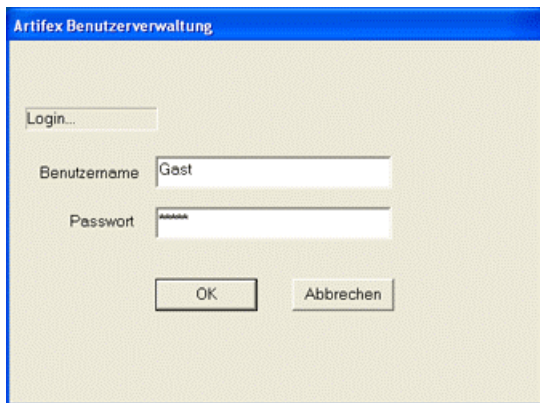 Artifex Benutzerverwaltung
Login...
Benutzername Gast
Passwort *****
OK Abbrechen